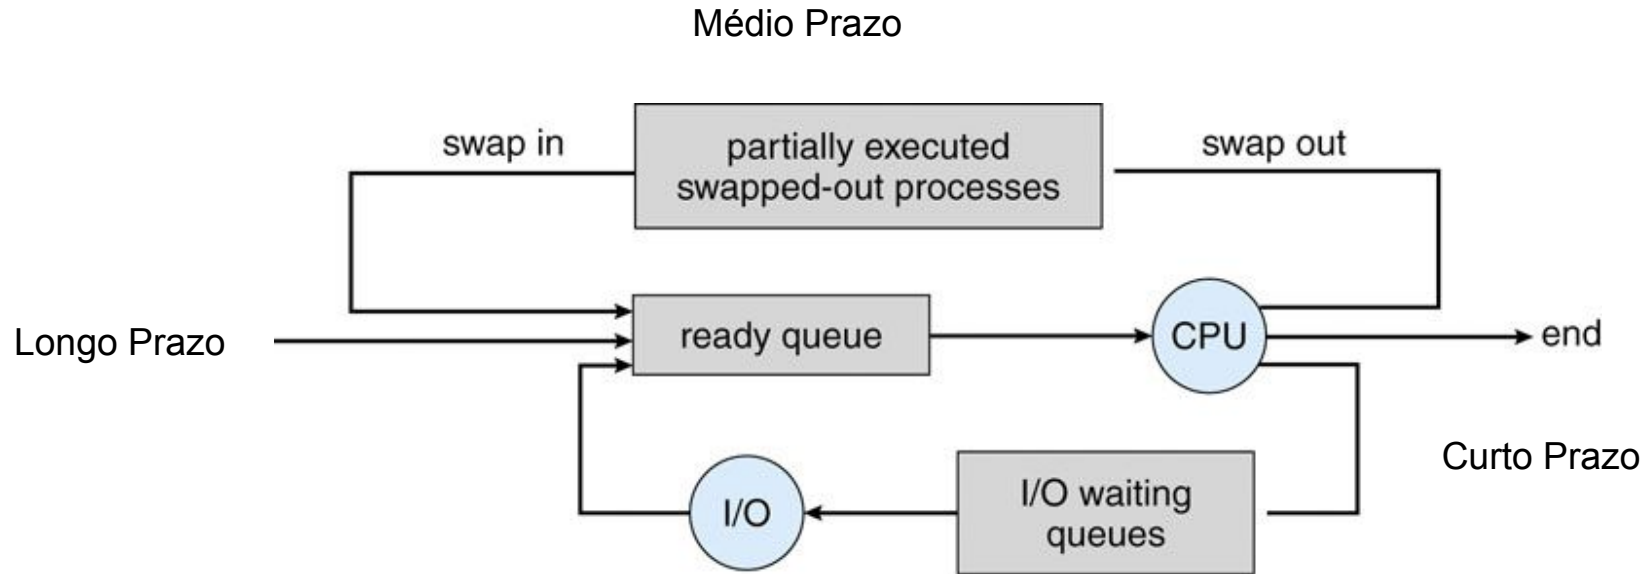 Médio Prazo
swap in
partially executed
swapped-out processes
swap out
Longo Prazo
ready queue
CPU
end
Curto Prazo
I/O
I/O waiting
queues